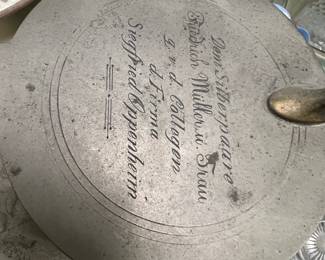 Dem Silberpaare
Friedrich Müller u. Frau
g. v. d. Collegen
d. Firma
Siegfried Oppenheim